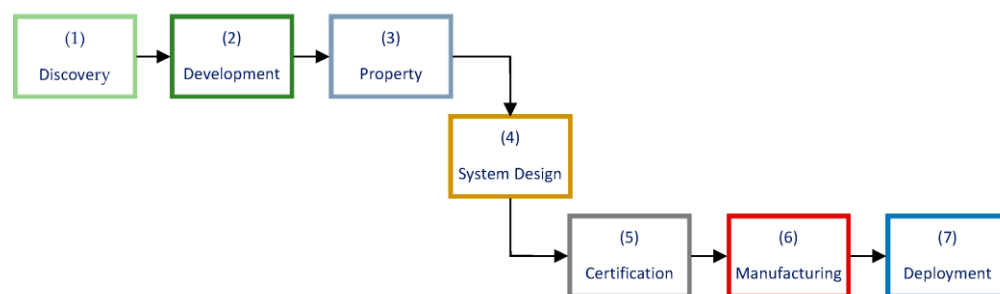 (1)
Discovery
(2)
Development
(3)
Property
(4)
System Design
(5)
Certification
(6)
Manufacturing
(7)
Deployment